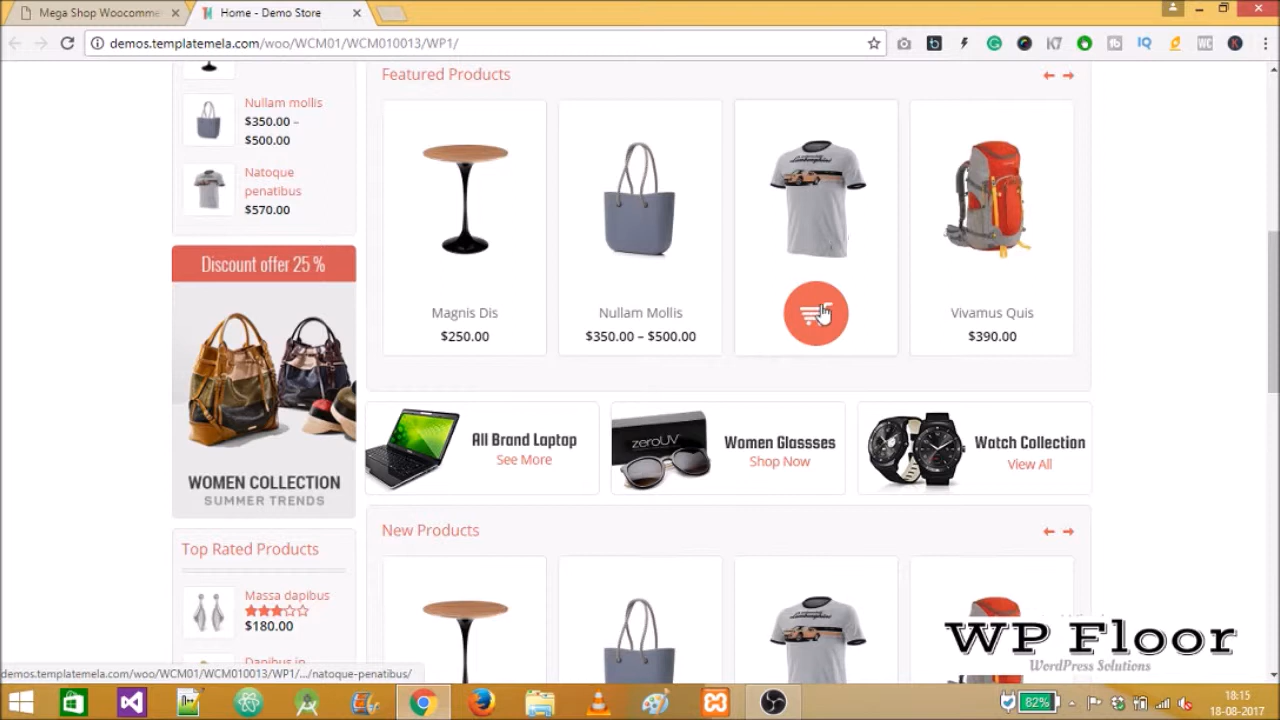 Mega Shop Woocomme
Home - Demo Store
demos.templatemela.com/woo/WCM01/WCM010013/WP1/
Nullam mollis
$350.00 –
$500.00
Natoque
penatibus
$570.00
Discount offer 25 %
WOMEN COLLECTION
SUMMER TRENDS
Top Rated Products
Massa dapibus
$180.00
Dapibus in
Featured Products
Magnis Dis
$250.00
Nullam Mollis
$350.00 – $500.00
Lamborghini
Vivamus Quis
$390.00
All Brand Laptop
See More
zeroUV
Women Glassses
Shop Now
Watch Collection
View All
New Products
Lamborghini
WP Floor
WordPress Solutions
demos.templatemela.com/woo/WCM01/WCM010013/WP1/.../natoque-penatibus/
82%
18:15
18-08-2017